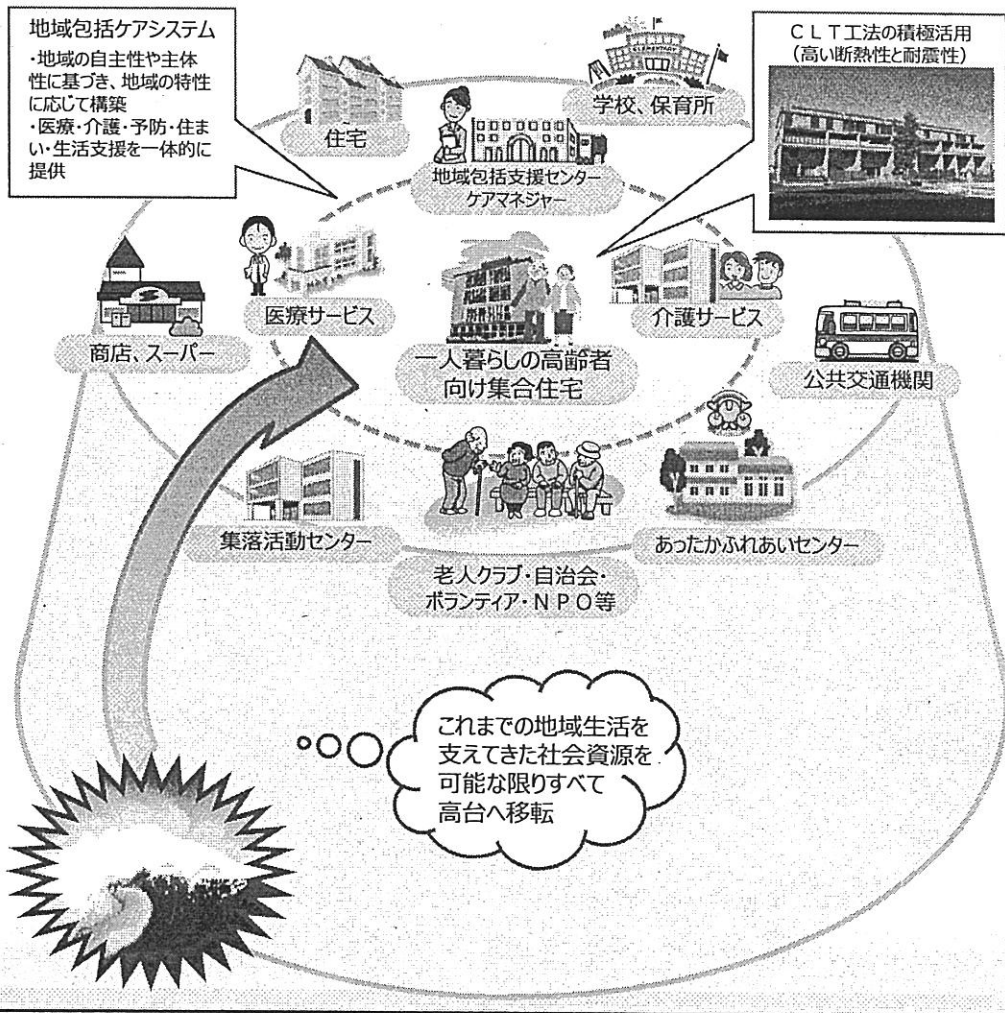 地域包括ケアシステム
・地域の自主性や主体
性に基づき、地域の特性
に応じて構築
・医療・介護・予防・住ま
い・生活支援を一体的に
提供
CLT工法の積極活用
(高い断熱性と耐震性)
ELEMENTARY
学校、保育所
住宅
地域包括支援センター
ケアマネジャー
医療サービス
介護サービス
商店、スーパー
一人暮らしの高齢者
向け集合住宅
公共交通機関
集落活動センター
あったかふれあいセンター
老人クラブ・自治会・
ボランティア・NPO等
これまでの地域生活を
支えてきた社会資源を
可能な限りすべて
高台へ移転